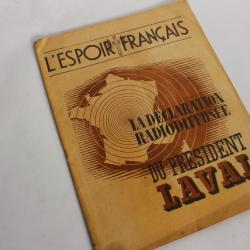 L'ESPOIR FRANÇAIS
LA DÉCLARATION
RADIODIFFUSÉE
DU PRÉSIDENT
LAVAL